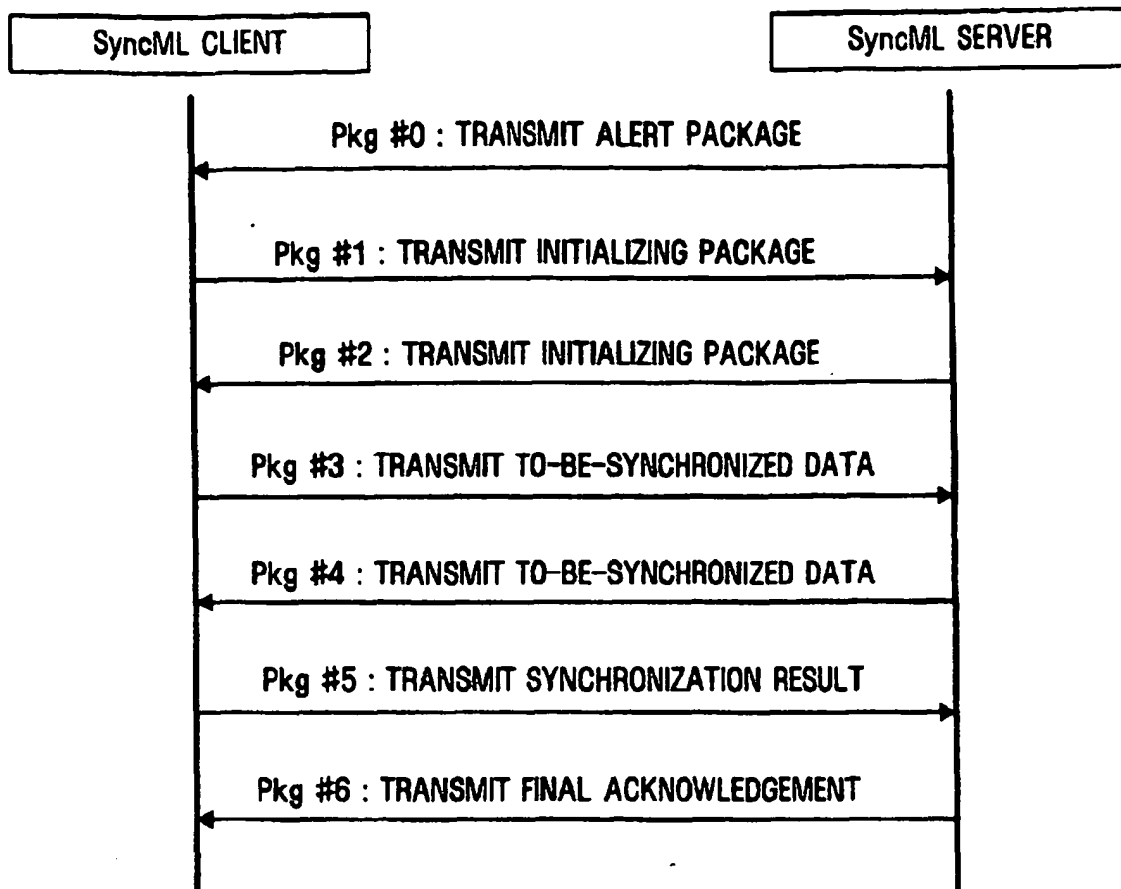 SyncML CLIENT
SyncML SERVER
Pkg #0 : TRANSMIT ALERT PACKAGE
Pkg #1 : TRANSMIT INITIALIZING PACKAGE
Pkg #2 : TRANSMIT INITIALIZING PACKAGE
Pkg #3 : TRANSMIT TO-BE-SYNCHRONIZED DATA
Pkg #4 : TRANSMIT TO-BE-SYNCHRONIZED DATA
Pkg #5 : TRANSMIT SYNCHRONIZATION RESULT
Pkg #6 : TRANSMIT FINAL ACKNOWLEDGEMENT